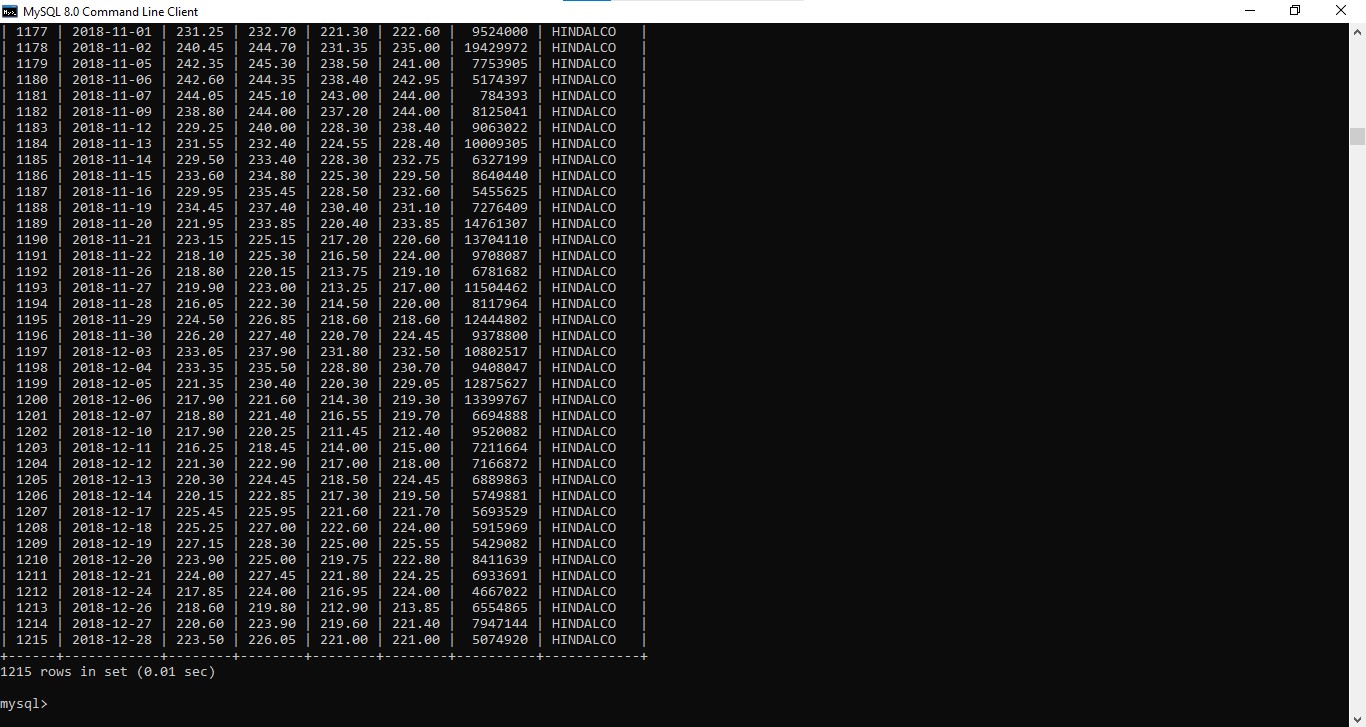 MySQL 8.0 Command Line Client
| 1177 | 2018-11-01 | 231.25 | 232.70 | 221.30 | 222.60 |  9524000 | HINDALCO   |
| 1178 | 2018-11-02 | 240.45 | 244.70 | 231.35 | 235.00 | 19429972 | HINDALCO   |
| 1179 | 2018-11-05 | 242.35 | 245.30 | 238.50 | 241.00 |  7753905 | HINDALCO   |
| 1180 | 2018-11-06 | 242.60 | 244.35 | 238.40 | 242.95 |  5174397 | HINDALCO   |
| 1181 | 2018-11-07 | 244.05 | 245.10 | 243.00 | 244.00 |   784393 | HINDALCO   |
| 1182 | 2018-11-09 | 238.80 | 244.00 | 237.20 | 244.00 |  8125041 | HINDALCO   |
| 1183 | 2018-11-12 | 229.25 | 240.00 | 228.30 | 238.40 |  9063022 | HINDALCO   |
| 1184 | 2018-11-13 | 231.55 | 232.40 | 224.55 | 228.40 | 10009305 | HINDALCO   |
| 1185 | 2018-11-14 | 229.50 | 233.40 | 228.30 | 232.75 |  6327199 | HINDALCO   |
| 1186 | 2018-11-15 | 233.60 | 234.80 | 225.30 | 229.50 |  8640440 | HINDALCO   |
| 1187 | 2018-11-16 | 229.95 | 235.45 | 228.50 | 232.60 |  5455625 | HINDALCO   |
| 1188 | 2018-11-19 | 234.45 | 237.40 | 230.40 | 231.10 |  7276409 | HINDALCO   |
| 1189 | 2018-11-20 | 221.95 | 233.85 | 220.40 | 233.85 | 14761307 | HINDALCO   |
| 1190 | 2018-11-21 | 223.15 | 225.15 | 217.20 | 220.60 | 13704110 | HINDALCO   |
| 1191 | 2018-11-22 | 218.10 | 225.30 | 216.50 | 224.00 |  9708087 | HINDALCO   |
| 1192 | 2018-11-26 | 218.80 | 220.15 | 213.75 | 219.10 |  6781682 | HINDALCO   |
| 1193 | 2018-11-27 | 219.90 | 223.00 | 213.25 | 217.00 | 11504462 | HINDALCO   |
| 1194 | 2018-11-28 | 216.05 | 222.30 | 214.50 | 220.00 |  8117964 | HINDALCO   |
| 1195 | 2018-11-29 | 224.50 | 226.85 | 218.60 | 218.60 | 12444802 | HINDALCO   |
| 1196 | 2018-11-30 | 226.20 | 227.40 | 220.70 | 224.45 |  9378800 | HINDALCO   |
| 1197 | 2018-12-03 | 233.05 | 237.90 | 231.80 | 232.50 | 10802517 | HINDALCO   |
| 1198 | 2018-12-04 | 233.35 | 235.50 | 228.80 | 230.70 |  9408047 | HINDALCO   |
| 1199 | 2018-12-05 | 221.35 | 230.40 | 220.30 | 229.05 | 12875627 | HINDALCO   |
| 1200 | 2018-12-06 | 217.90 | 221.60 | 214.30 | 219.30 | 13399767 | HINDALCO   |
| 1201 | 2018-12-07 | 218.80 | 221.40 | 216.55 | 219.70 |  6694888 | HINDALCO   |
| 1202 | 2018-12-10 | 217.90 | 220.25 | 211.45 | 212.40 |  9520082 | HINDALCO   |
| 1203 | 2018-12-11 | 216.25 | 218.45 | 214.00 | 215.00 |  7211664 | HINDALCO   |
| 1204 | 2018-12-12 | 221.30 | 222.90 | 217.00 | 218.00 |  7166872 | HINDALCO   |
| 1205 | 2018-12-13 | 220.30 | 224.45 | 218.50 | 224.45 |  6889863 | HINDALCO   |
| 1206 | 2018-12-14 | 220.15 | 222.85 | 217.30 | 219.50 |  5749881 | HINDALCO   |
| 1207 | 2018-12-17 | 225.45 | 225.95 | 221.60 | 221.70 |  5693529 | HINDALCO   |
| 1208 | 2018-12-18 | 225.25 | 227.00 | 222.60 | 224.00 |  5915969 | HINDALCO   |
| 1209 | 2018-12-19 | 227.15 | 228.30 | 225.00 | 225.55 |  5429082 | HINDALCO   |
| 1210 | 2018-12-20 | 223.90 | 225.00 | 219.75 | 222.80 |  8411639 | HINDALCO   |
| 1211 | 2018-12-21 | 224.00 | 227.45 | 221.80 | 224.25 |  6933691 | HINDALCO   |
| 1212 | 2018-12-24 | 217.85 | 224.00 | 216.95 | 224.00 |  4667022 | HINDALCO   |
| 1213 | 2018-12-26 | 218.60 | 219.80 | 212.90 | 213.85 |  6554865 | HINDALCO   |
| 1214 | 2018-12-27 | 220.60 | 223.90 | 219.60 | 221.40 |  7947144 | HINDALCO   |
| 1215 | 2018-12-28 | 223.50 | 226.05 | 221.00 | 221.00 |  5074920 | HINDALCO   |
+------+------------+--------+--------+--------+--------+----------+------------+
1215 rows in set (0.01 sec)
mysql>